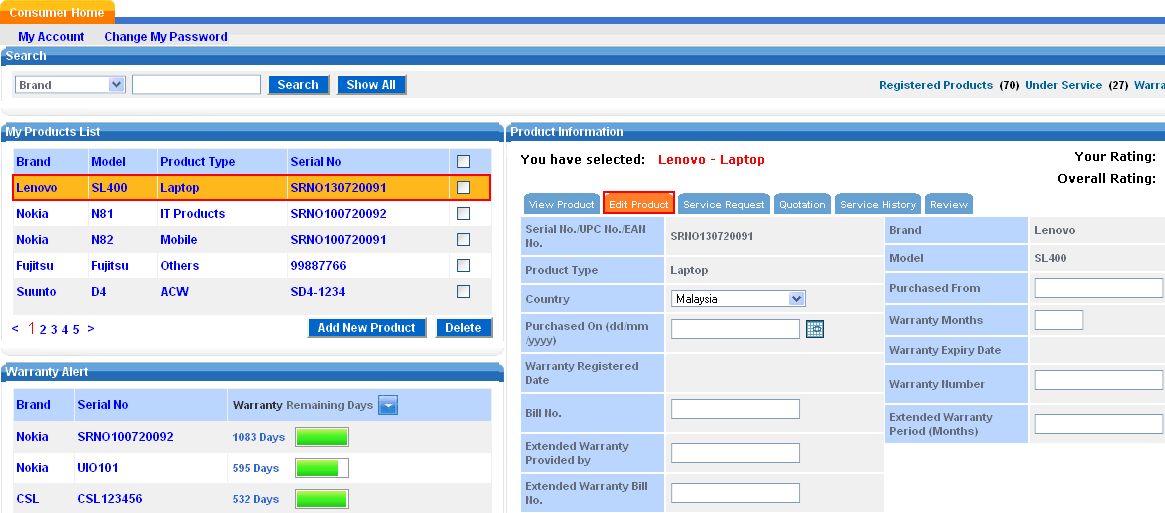 Consumer Home
My Account Change My Password
Search
Brand Search Show All Registered Products (70) Under Service (27) Warra
My Products List
Brand Model Product Type Serial No
Lenovo SL400 Laptop SRNO130720091
Nokia N81 IT Products SRNO100720092
Nokia N82 Mobile SRNO100720091
Fujitsu Fujitsu Others 99887766
Suunto D4 ACW SD4-1234
< 1 2 3 4 5 > Add New Product Delete
Warranty Alert
Brand Serial No Warranty Remaining Days
Nokia SRNO100720092 1083 Days
Nokia UIO101 595 Days
CSL CSL123456 532 Days
Product Information
You have selected: Lenovo - Laptop
Your Rating:
Overall Rating:
View Product Edit Product Service Request Quotation Service History Review
Serial No./UPC No./EAN
No.
SRNO130720091
Product Type Laptop
Country Malaysia
Purchased On (dd/mm
/yyyy)
Warranty Registered
Date
Bill No.
Extended Warranty
Provided by
Extended Warranty Bill
No.
Brand Lenovo
Model SL400
Purchased From
Warranty Months
Warranty Expiry Date
Warranty Number
Extended Warranty
Period (Months)